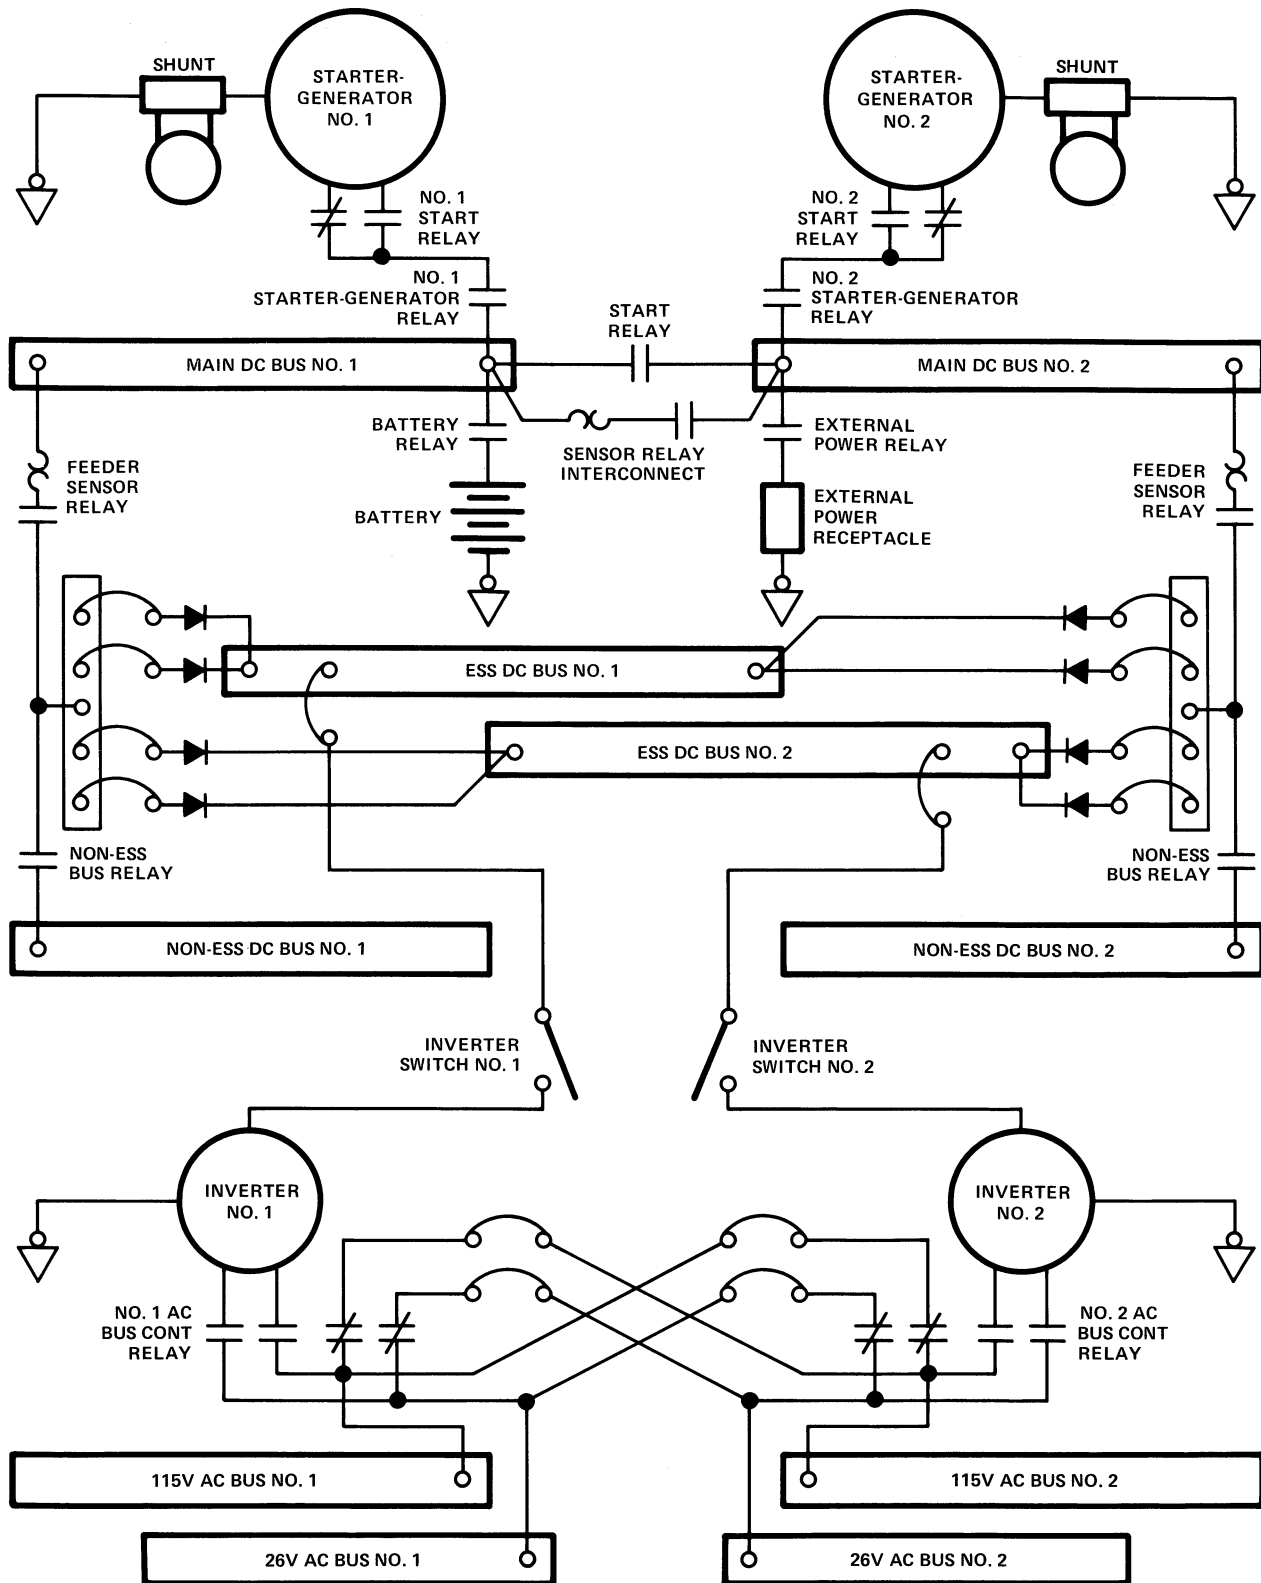 SHUNT
STARTER-
GENERATOR
NO. 1
STARTER-
GENERATOR
NO. 2
SHUNT
NO. 1
START
RELAY
NO. 2
START
RELAY
NO. 1
STARTER-GENERATOR
RELAY
START
RELAY
NO. 2
STARTER-GENERATOR
RELAY
MAIN DC BUS NO. 1
MAIN DC BUS NO. 2
BATTERY
RELAY
SENSOR RELAY
INTERCONNECT
EXTERNAL
POWER RELAY
FEEDER
SENSOR
RELAY
BATTERY
EXTERNAL
POWER
RECEPTACLE
FEEDER
SENSOR
RELAY
ESS DC BUS NO. 1
ESS DC BUS NO. 2
NON-ESS
BUS RELAY
NON-ESS
BUS RELAY
NON-ESS DC BUS NO. 1
NON-ESS DC BUS NO. 2
INVERTER
SWITCH NO. 1
INVERTER
SWITCH NO. 2
INVERTER
NO. 1
INVERTER
NO. 2
NO. 1 AC
BUS CONT
RELAY
NO. 2 AC
BUS CONT
RELAY
115V AC BUS NO. 1
115V AC BUS NO. 2
26V AC BUS NO. 1
26V AC BUS NO. 2